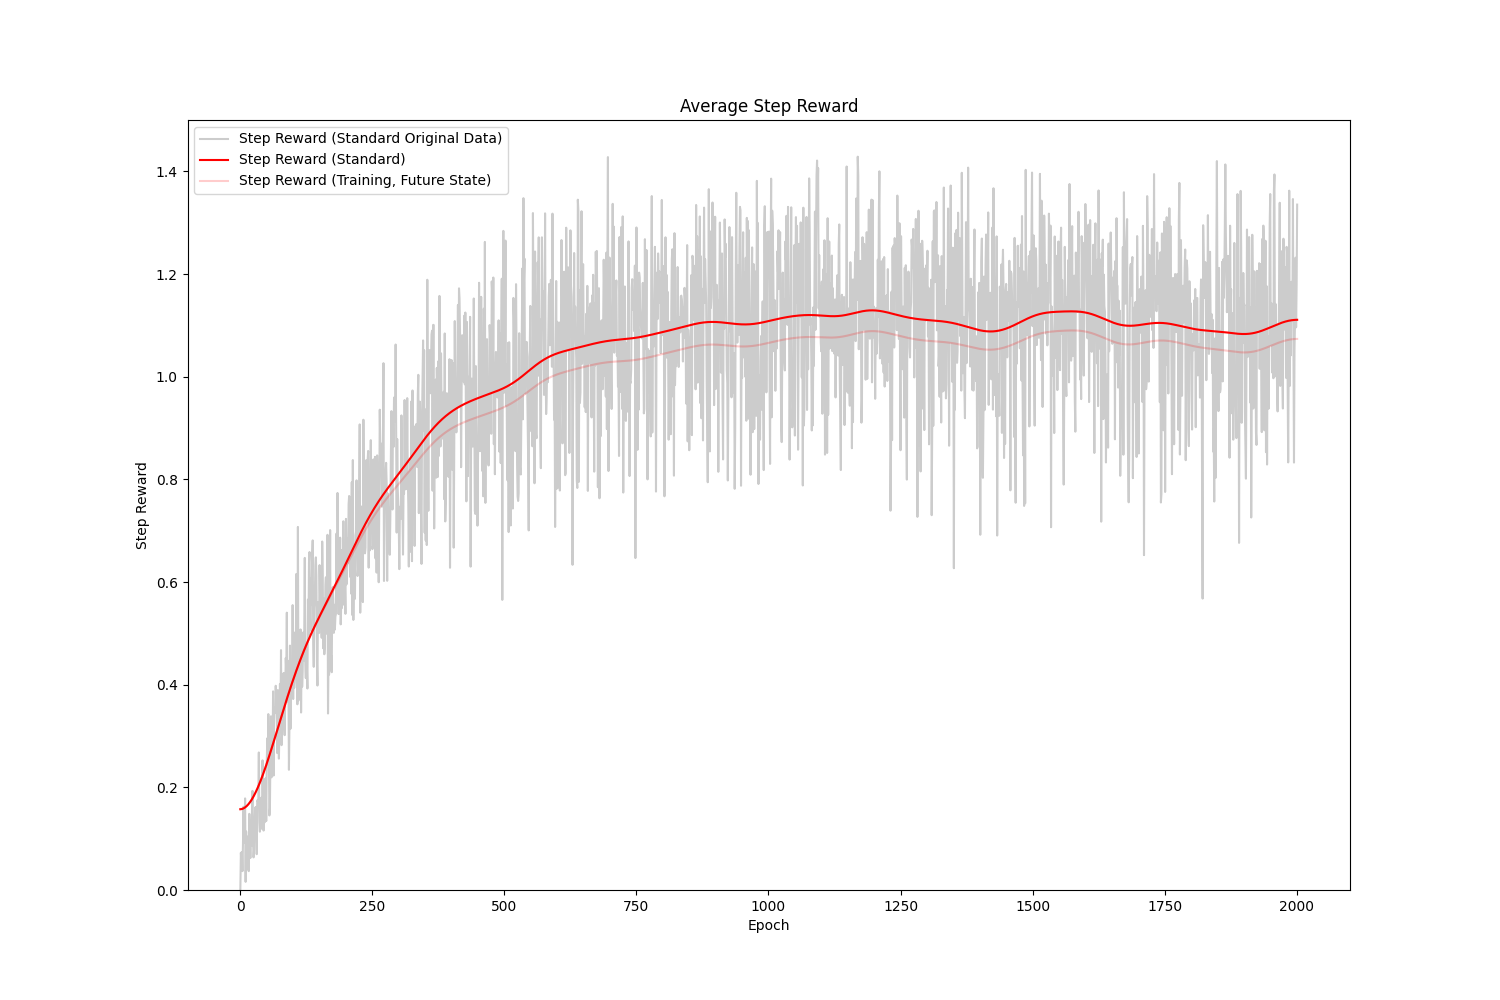 Average Step Reward
Step Reward (Standard Original Data)
Step Reward (Standard)
Step Reward (Training, Future State)
1.4
1.2
1.0
0.8
0.6
0.4
0.2
0.0
Step Reward
0 250 500 750 1000 1250 1500 1750 2000
Epoch